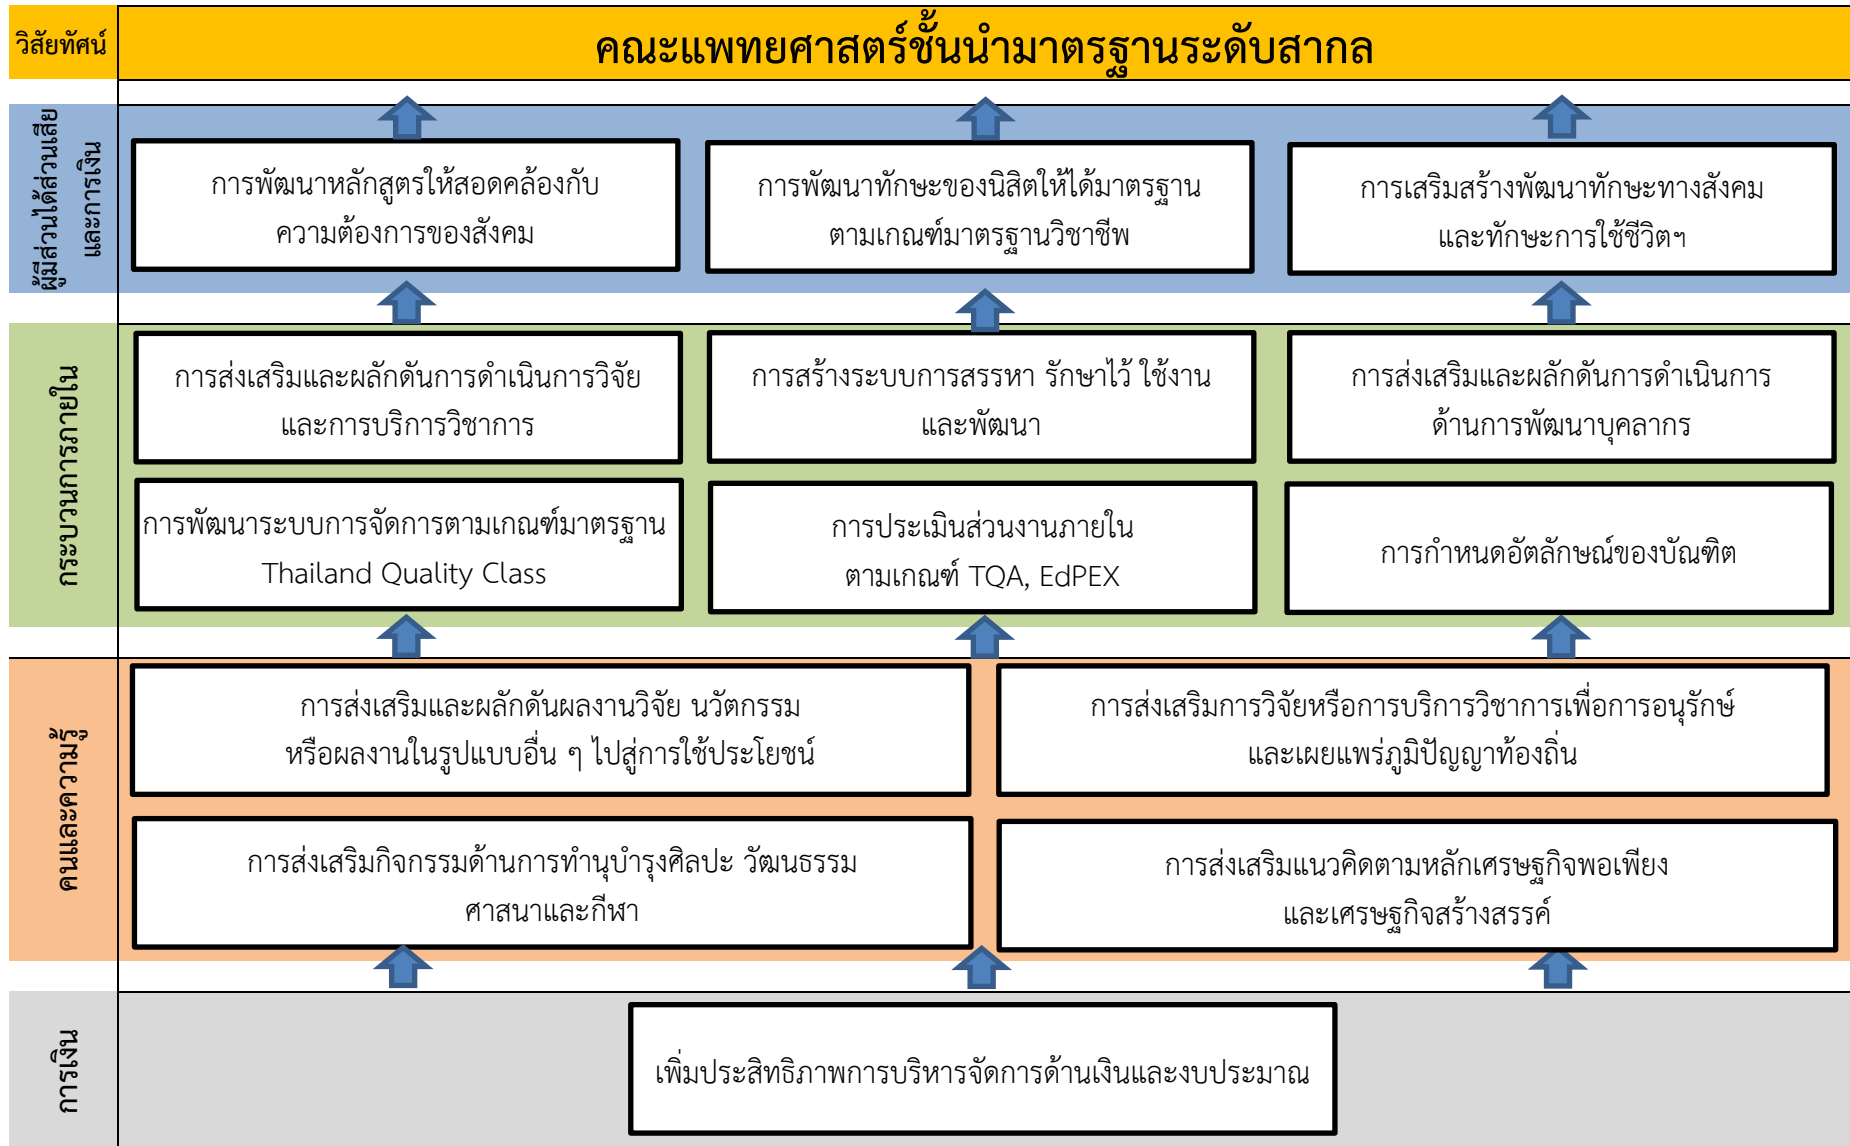 วิสัยทัศน์
คณะแพทยศาสตร์ชั้นนำมาตรฐานระดับสากล
ผู้มีส่วนได้ส่วนเสีย
และการเงิน
การพัฒนาหลักสูตรให้สอดคล้องกับ
ความต้องการของสังคม
การพัฒนาทักษะของนิสิตให้ได้มาตรฐาน
ตามเกณฑ์มาตรฐานวิชาชีพ
การเสริมสร้างพัฒนาทักษะทางสังคม
และทักษะการใช้ชีวิตฯ
กระบวนการภายใน
การส่งเสริมและผลักดันการดำเนินการวิจัย
และการบริการวิชาการ
การสร้างระบบการสรรหา รักษาไว้ ใช้งาน
และพัฒนา
การส่งเสริมและผลักดันการดำเนินการ
ด้านการพัฒนาบุคลากร
การพัฒนาระบบการจัดการตามเกณฑ์มาตรฐาน
Thailand Quality Class
การประเมินส่วนงานภายใน
ตามเกณฑ์ TQA, EdPEX
การกำหนดอัตลักษณ์ของบัณฑิต
คนและความรู้
การส่งเสริมและผลักดันผลงานวิจัย นวัตกรรม
หรือผลงานในรูปแบบอื่น ๆ ไปสู่การใช้ประโยชน์
การส่งเสริมการวิจัยหรือการบริการวิชาการเพื่อการอนุรักษ์
และเผยแพร่ภูมิปัญญาท้องถิ่น
การส่งเสริมกิจกรรมด้านการทำนุบำรุงศิลปะ วัฒนธรรม
ศาสนาและกีฬา
การส่งเสริมแนวคิดตามหลักเศรษฐกิจพอเพียง
และเศรษฐกิจสร้างสรรค์
การเงิน
เพิ่มประสิทธิภาพการบริหารจัดการด้านเงินและงบประมาณ